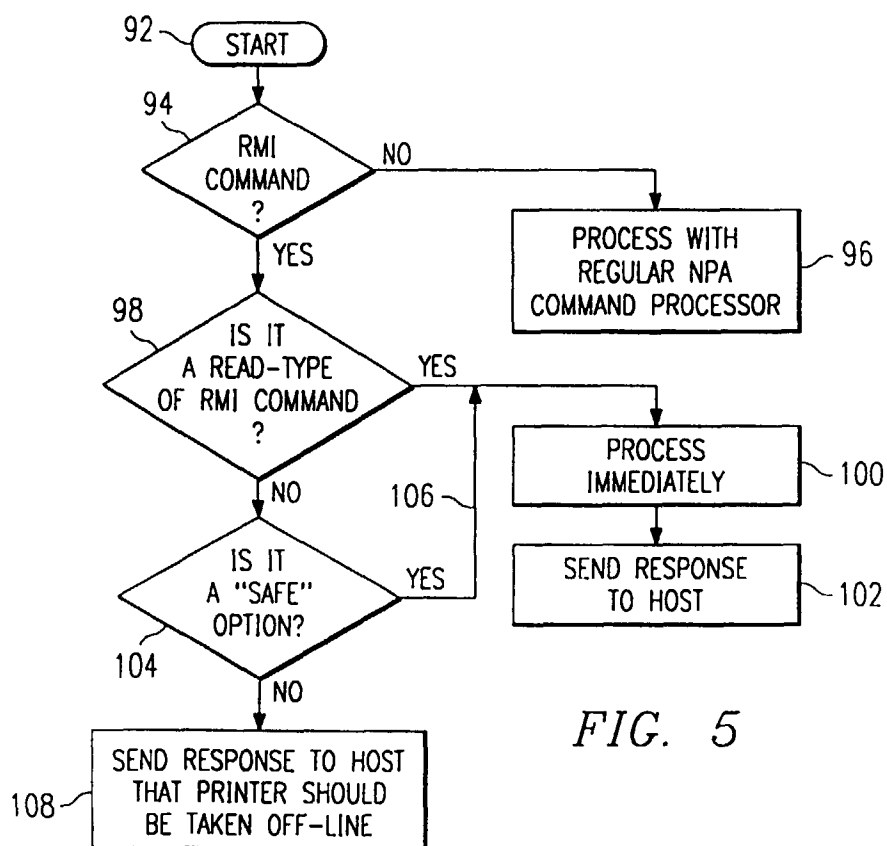 92
START
94
RMI
COMMAND
?
NO
YES
PROCESS WITH
REGULAR NPA
COMMAND PROCESSOR
96
98
IS IT
A READ-TYPE
OF RMI COMMAND
?
YES
NO
106
PROCESS
IMMEDIATELY
100
SEND RESPONSE
TO HOST
102
IS IT
A "SAFE"
OPTION?
YES
104
NO
FIG. 5
SEND RESPONSE TO HOST
THAT PRINTER SHOULD
BE TAKEN OFF-LINE
108